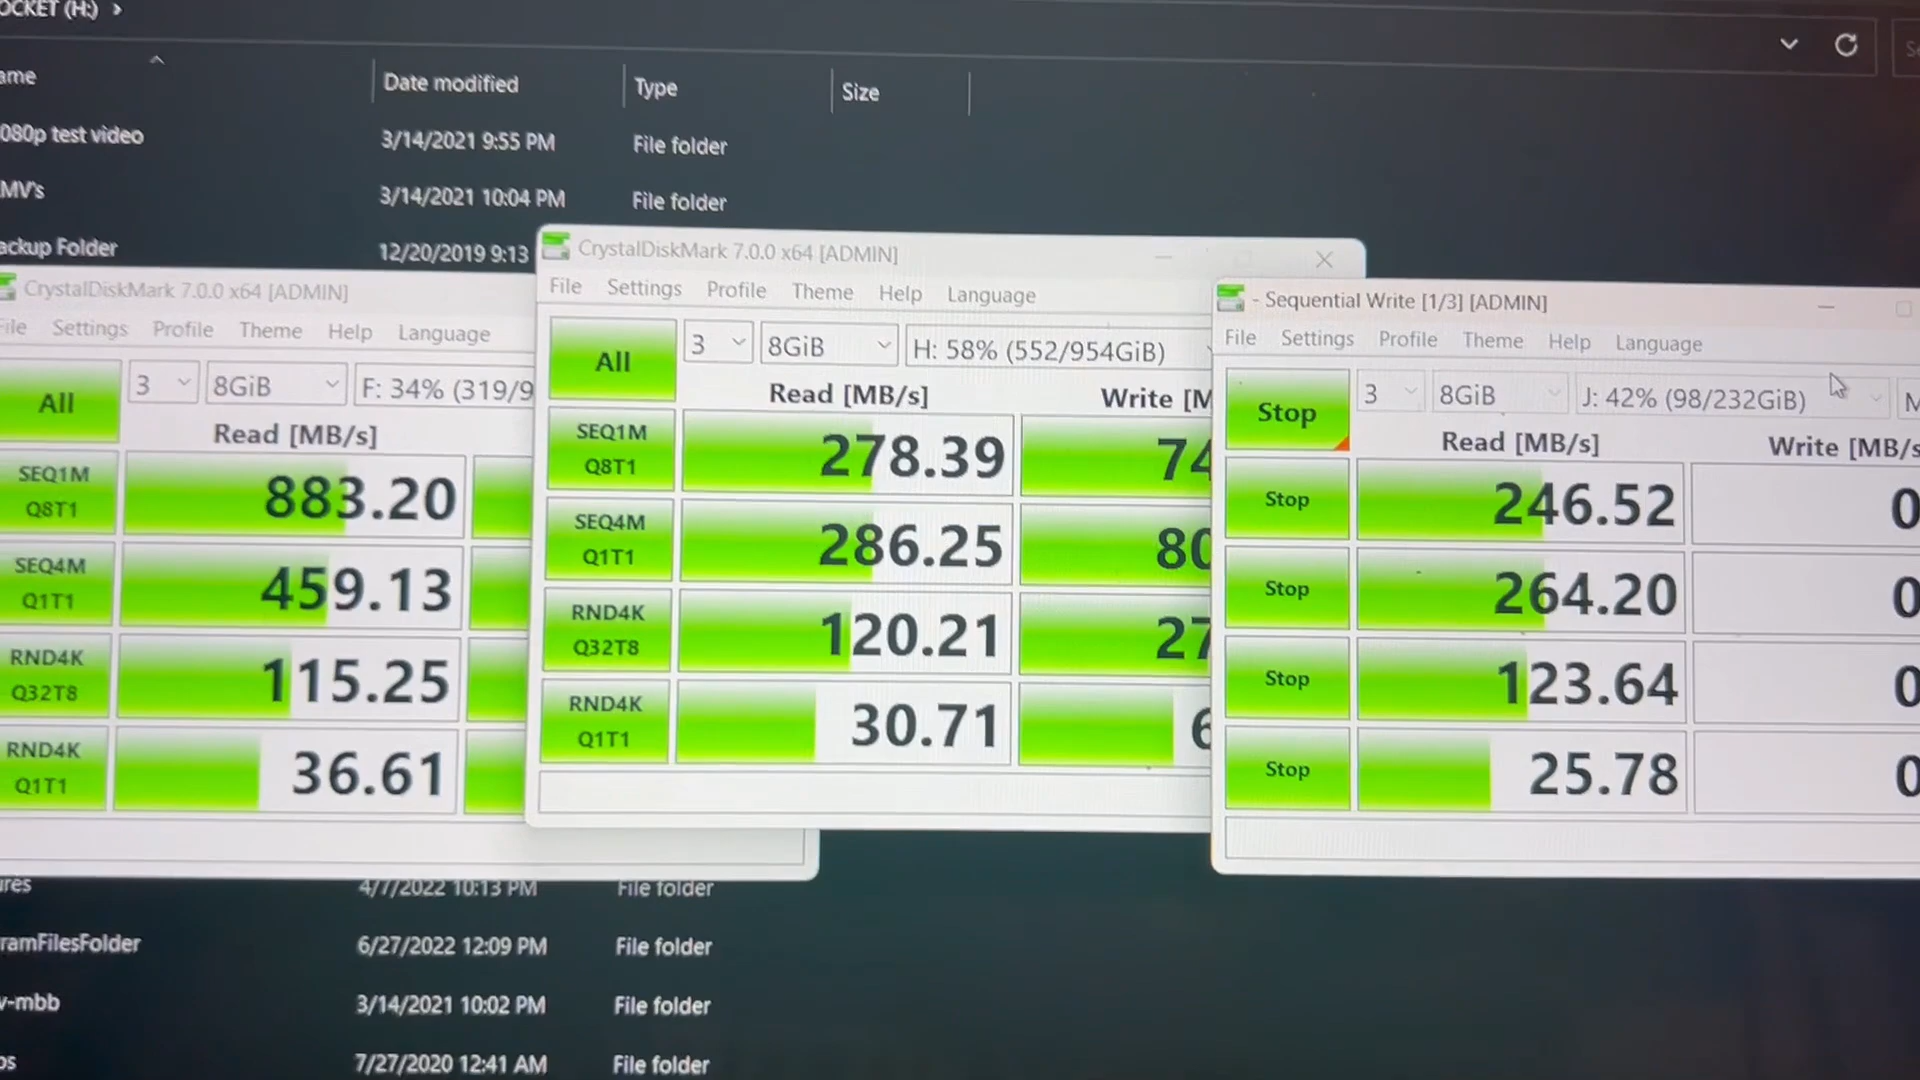 OCKET (H:) >
ame Date modified Type Size
080p test video 3/14/2021 9:55 PM File folder
MV's 3/14/2021 10:04 PM File folder
ackup Folder 12/20/2019 9:13
CrystalDiskMark 7.0.0 x64 [ADMIN]
File Settings Profile Theme Help Language
All 3 8GiB F: 34% (319/9
Read [MB/s]
SEQ1M
Q8T1
883.20
SEQ4M
Q1T1
459.13
RND4K
Q32T8
115.25
RND4K
Q1T1
36.61
CrystalDiskMark 7.0.0 x64 [ADMIN]
File Settings Profile Theme Help Language
All 3 8GiB H: 58% (552/954GiB)
Read [MB/s] Write [M
SEQ1M
Q8T1
278.39 74
SEQ4M
Q1T1
286.25 80
RND4K
Q32T8
120.21 27
RND4K
Q1T1
30.71 6
- Sequential Write [1/3] [ADMIN]
File Settings Profile Theme Help Language
Stop 3 8GiB J: 42% (98/232GiB) M
Read [MB/s] Write [MB/s
Stop 246.52 0
Stop 264.20 0
Stop 123.64 0
Stop 25.78 0
res 4/7/2022 10:13 PM File folder
ramFilesFolder 6/27/2022 12:09 PM File folder
v-mbb 3/14/2021 10:02 PM File folder
os 7/27/2020 12:41 AM File folder